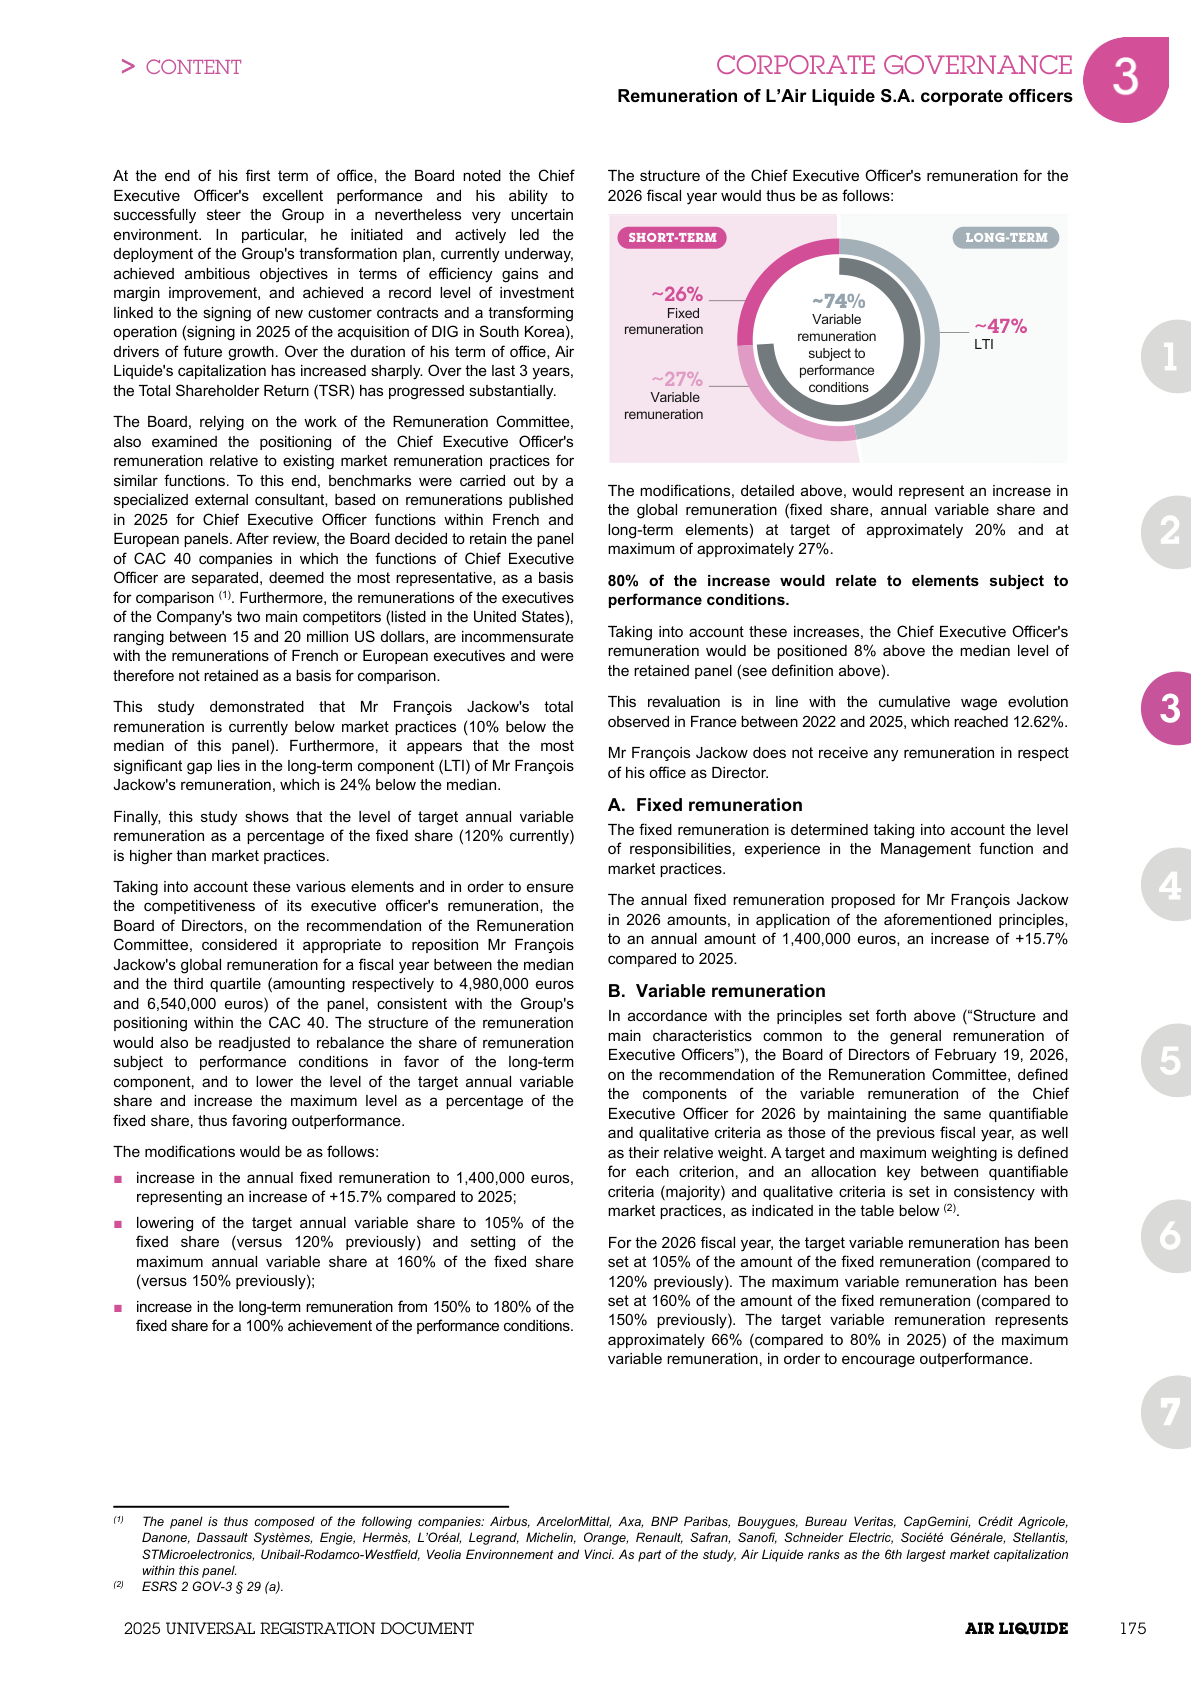 > CONTENT
CORPORATE GOVERNANCE
Remuneration of L'Air Liquide S.A. corporate officers
3
At the end of his first term of office, the Board noted the Chief
Executive Officer's excellent performance and his ability to
successfully steer the Group in a nevertheless very uncertain
environment. In particular, he initiated and actively led the
deployment of the Group's transformation plan, currently underway,
achieved ambitious objectives in terms of efficiency gains and
margin improvement, and achieved a record level of investment
linked to the signing of new customer contracts and a transforming
operation (signing in 2025 of the acquisition of DIG in South Korea),
drivers of future growth. Over the duration of his term of office, Air
Liquide's capitalization has increased sharply. Over the last 3 years,
the Total Shareholder Return (TSR) has progressed substantially.
The Board, relying on the work of the Remuneration Committee,
also examined the positioning of the Chief Executive Officer's
remuneration relative to existing market remuneration practices for
similar functions. To this end, benchmarks were carried out by a
specialized external consultant, based on remunerations published
in 2025 for Chief Executive Officer functions within French and
European panels. After review, the Board decided to retain the panel
of CAC 40 companies in which the functions of Chief Executive
Officer are separated, deemed the most representative, as a basis
for comparison (1). Furthermore, the remunerations of the executives
of the Company's two main competitors (listed in the United States),
ranging between 15 and 20 million US dollars, are incommensurate
with the remunerations of French or European executives and were
therefore not retained as a basis for comparison.
This study demonstrated that Mr François Jackow's total
remuneration is currently below market practices (10% below the
median of this panel). Furthermore, it appears that the most
significant gap lies in the long-term component (LTI) of Mr François
Jackow's remuneration, which is 24% below the median.
Finally, this study shows that the level of target annual variable
remuneration as a percentage of the fixed share (120% currently)
is higher than market practices.
Taking into account these various elements and in order to ensure
the competitiveness of its executive officer's remuneration, the
Board of Directors, on the recommendation of the Remuneration
Committee, considered it appropriate to reposition Mr François
Jackow's global remuneration for a fiscal year between the median
and the third quartile (amounting respectively to 4,980,000 euros
and 6,540,000 euros) of the panel, consistent with the Group's
positioning within the CAC 40. The structure of the remuneration
would also be readjusted to rebalance the share of remuneration
subject to performance conditions in favor of the long-term
component, and to lower the level of the target annual variable
share and increase the maximum level as a percentage of the
fixed share, thus favoring outperformance.
The modifications would be as follows:
■ increase in the annual fixed remuneration to 1,400,000 euros,
representing an increase of +15.7% compared to 2025;
■ lowering of the target annual variable share to 105% of the
fixed share (versus 120% previously) and setting of the
maximum annual variable share at 160% of the fixed share
(versus 150% previously);
■ increase in the long-term remuneration from 150% to 180% of the
fixed share for a 100% achievement of the performance conditions.
The structure of the Chief Executive Officer's remuneration for the
2026 fiscal year would thus be as follows:
SHORT-TERM
LONG-TERM
~26%
Fixed
remuneration
~27%
Variable
remuneration
~74%
Variable
remuneration
subject to
performance
conditions
~47%
LTI
The modifications, detailed above, would represent an increase in
the global remuneration (fixed share, annual variable share and
long-term elements) at target of approximately 20% and at
maximum of approximately 27%.
80% of the increase would relate to elements subject to
performance conditions.
Taking into account these increases, the Chief Executive Officer's
remuneration would be positioned 8% above the median level of
the retained panel (see definition above).
This revaluation is in line with the cumulative wage evolution
observed in France between 2022 and 2025, which reached 12.62%.
Mr François Jackow does not receive any remuneration in respect
of his office as Director.
A. Fixed remuneration
The fixed remuneration is determined taking into account the level
of responsibilities, experience in the Management function and
market practices.
The annual fixed remuneration proposed for Mr François Jackow
in 2026 amounts, in application of the aforementioned principles,
to an annual amount of 1,400,000 euros, an increase of +15.7%
compared to 2025.
B. Variable remuneration
In accordance with the principles set forth above (“Structure and
main characteristics common to the general remuneration of
Executive Officers”), the Board of Directors of February 19, 2026,
on the recommendation of the Remuneration Committee, defined
the components of the variable remuneration of the Chief
Executive Officer for 2026 by maintaining the same quantifiable
and qualitative criteria as those of the previous fiscal year, as well
as their relative weight. A target and maximum weighting is defined
for each criterion, and an allocation key between quantifiable
criteria (majority) and qualitative criteria is set in consistency with
market practices, as indicated in the table below (2).
For the 2026 fiscal year, the target variable remuneration has been
set at 105% of the amount of the fixed remuneration (compared to
120% previously). The maximum variable remuneration has been
set at 160% of the amount of the fixed remuneration (compared to
150% previously). The target variable remuneration represents
approximately 66% (compared to 80% in 2025) of the maximum
variable remuneration, in order to encourage outperformance.
1
2
3
4
5
6
7
(1) The panel is thus composed of the following companies: Airbus, ArcelorMittal, Axa, BNP Paribas, Bouygues, Bureau Veritas, CapGemini, Crédit Agricole,
Danone, Dassault Systèmes, Engie, Hermès, L'Oréal, Legrand, Michelin, Orange, Renault, Safran, Sanofi, Schneider Electric, Société Générale, Stellantis,
STMicroelectronics, Unibail-Rodamco-Westfield, Veolia Environnement and Vinci. As part of the study, Air Liquide ranks as the 6th largest market capitalization
within this panel.
(2) ESRS 2 GOV-3 § 29 (a).
2025 UNIVERSAL REGISTRATION DOCUMENT
AIR LIQUIDE
175